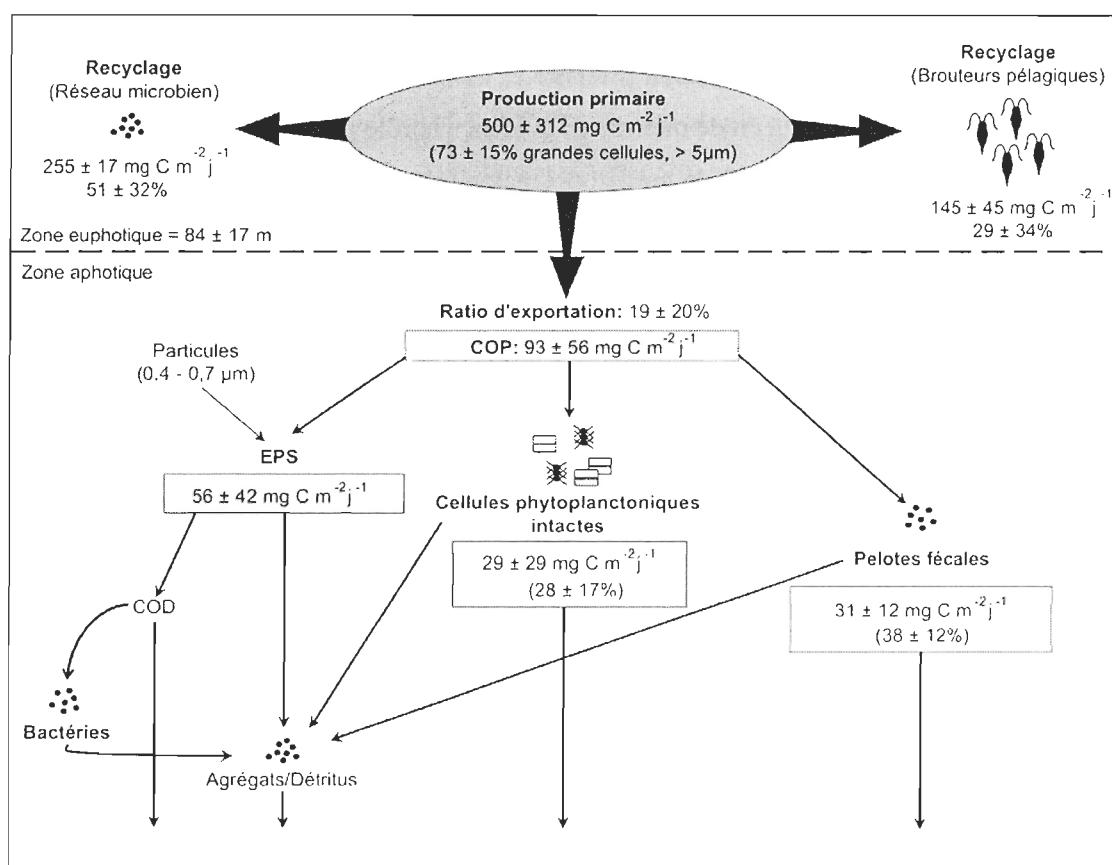 Recyclage
(Réseau microbien)
255 ± 17 mg C m⁻² j⁻¹
51 ± 32%
Production primaire
500 ± 312 mg C m⁻² j⁻¹
(73 ± 15% grandes cellules, > 5µm)
Recyclage
(Brouteurs pélagiques)
145 ± 45 mg C m⁻² j⁻¹
29 ± 34%
Zone euphotique = 84 ± 17 m
Zone aphotique
Ratio d'exportation: 19 ± 20%
COP: 93 ± 56 mg C m⁻² j⁻¹
Particules
(0.4 - 0,7 µm)
EPS
56 ± 42 mg C m⁻² j⁻¹
Cellules phytoplanctoniques
intactes
29 ± 29 mg C m⁻² j⁻¹
(28 ± 17%)
Pelotes fécales
31 ± 12 mg C m⁻² j⁻¹
(38 ± 12%)
COD
Bactéries
Agrégats/Détritus